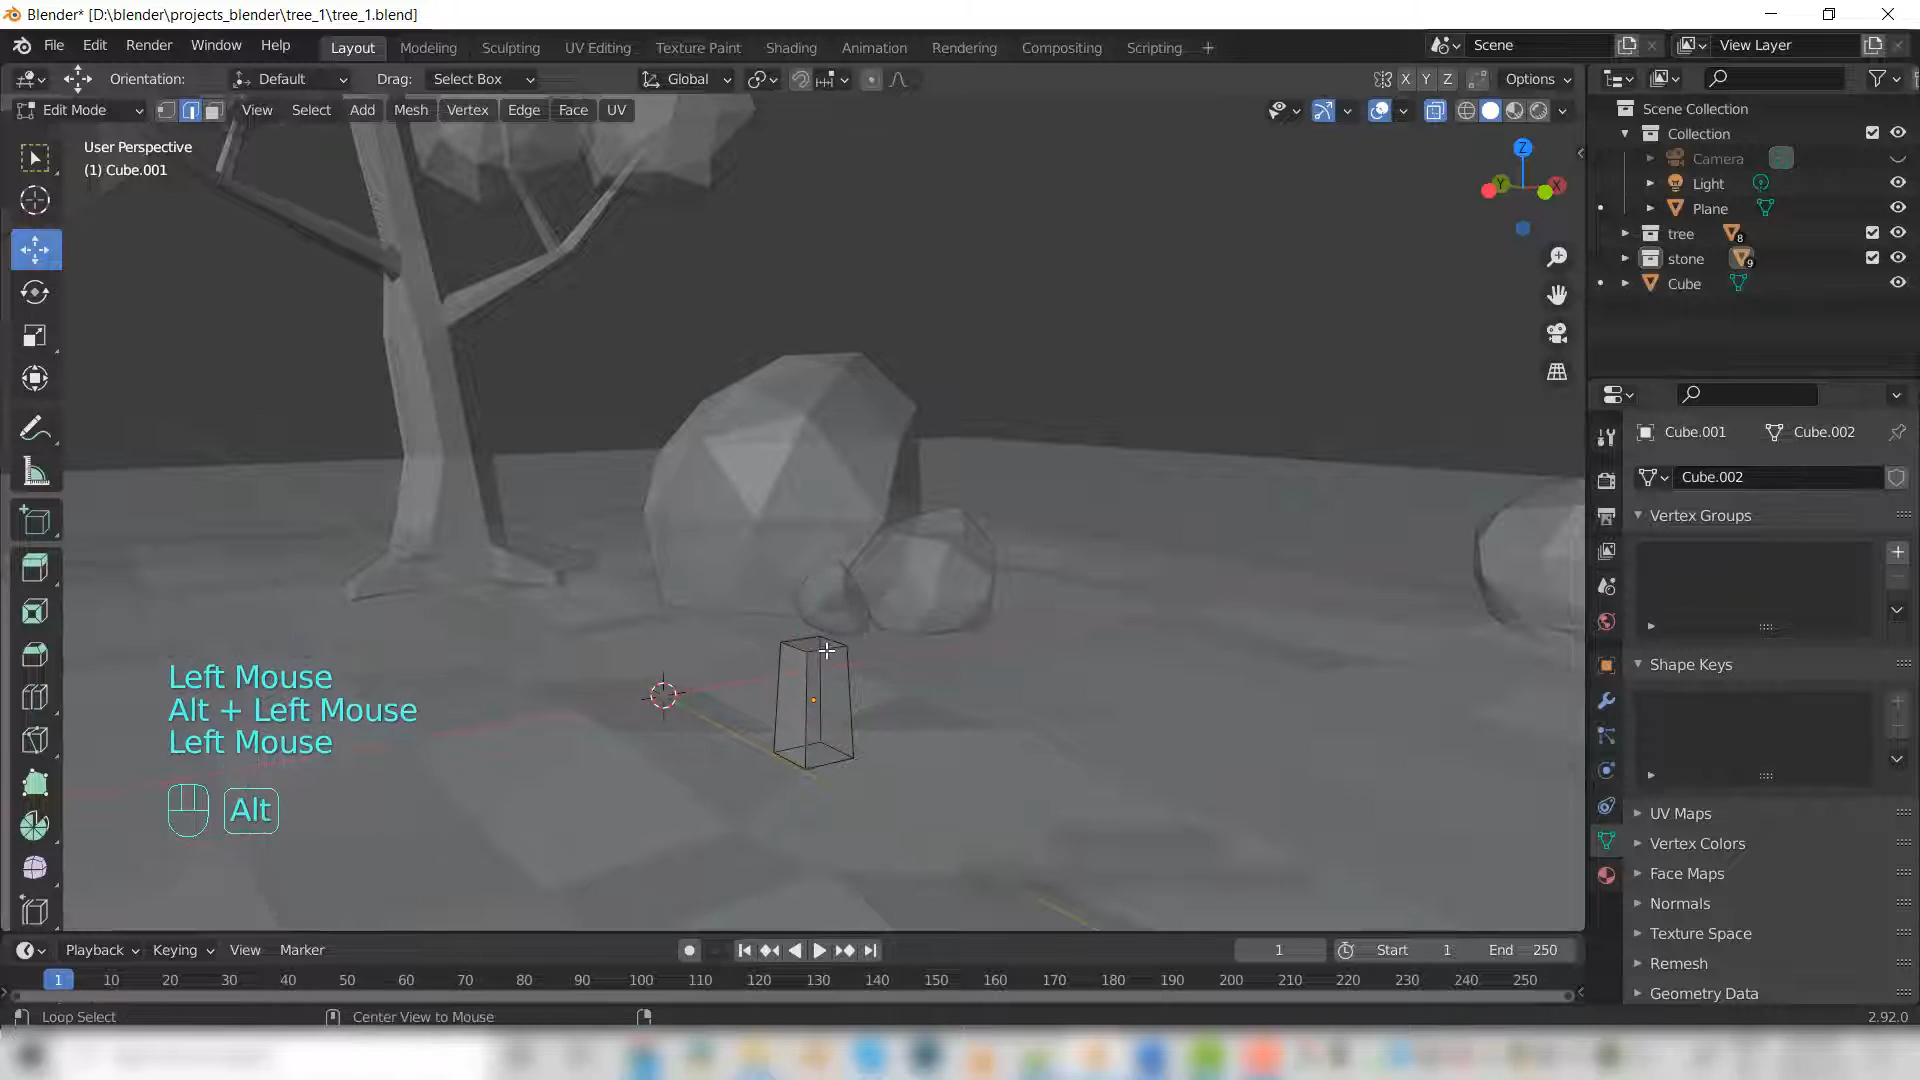 Blender* [D:\blender\projects_blender\tree_1\tree_1.blend]
File Edit Render Window Help Layout Modeling Sculpting UV Editing Texture Paint Shading Animation Rendering Compositing Scripting + Scene View Layer
Orientation: Default Drag: Select Box Global X Y Z Options
Edit Mode View Select Add Mesh Vertex Edge Face UV
Scene Collection
Collection
Camera
Light
Plane
tree 8
stone 9
Cube
User Perspective
(1) Cube.001
Z
Y X
Cube.001 Cube.002
Cube.002
Vertex Groups
Shape Keys
UV Maps
Vertex Colors
Face Maps
Normals
Texture Space
Remesh
Geometry Data
Left Mouse
Alt + Left Mouse
Left Mouse
Alt
Playback Keying View Marker 1 Start 1 End 250
1 10 20 30 40 50 60 70 80 90 100 110 120 130 140 150 160 170 180 190 200 210 220 230 240 250
Loop Select Center View to Mouse 2.92.0